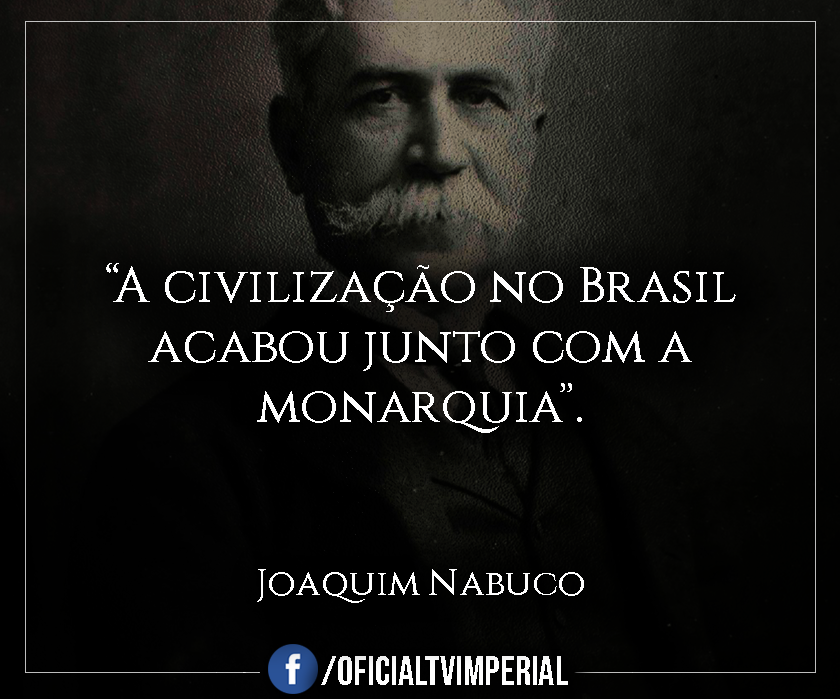 “A civilização no Brasil
acabou junto com a
monarquia”.
Joaquim Nabuco
f /OFICIALTVIMPERIAL